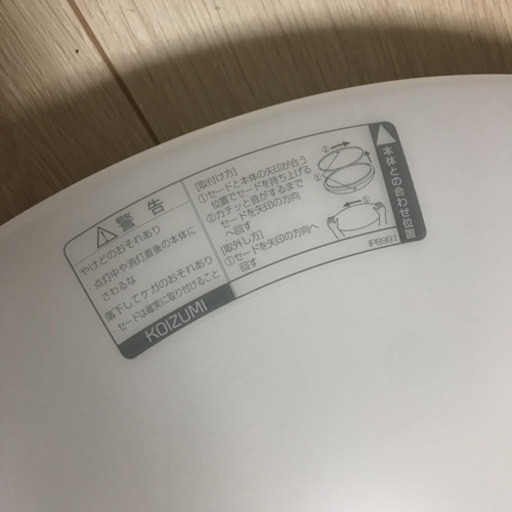 警告
やけどのおそれあり
点灯中や消灯直後の本体に
さわるな
落下してケガのおそれあり
・セードは確実に取り付けること
KOIZUMI
[取付け方]
①セードと本体の矢印が合う
位置でセードを持ち上げる
②カチッと音がするまで
セードを矢印の方向
へ回す
[取外し方]
①セードを矢印の方向へ
回す
②
①
①
IP8991
本体との合わせ位置